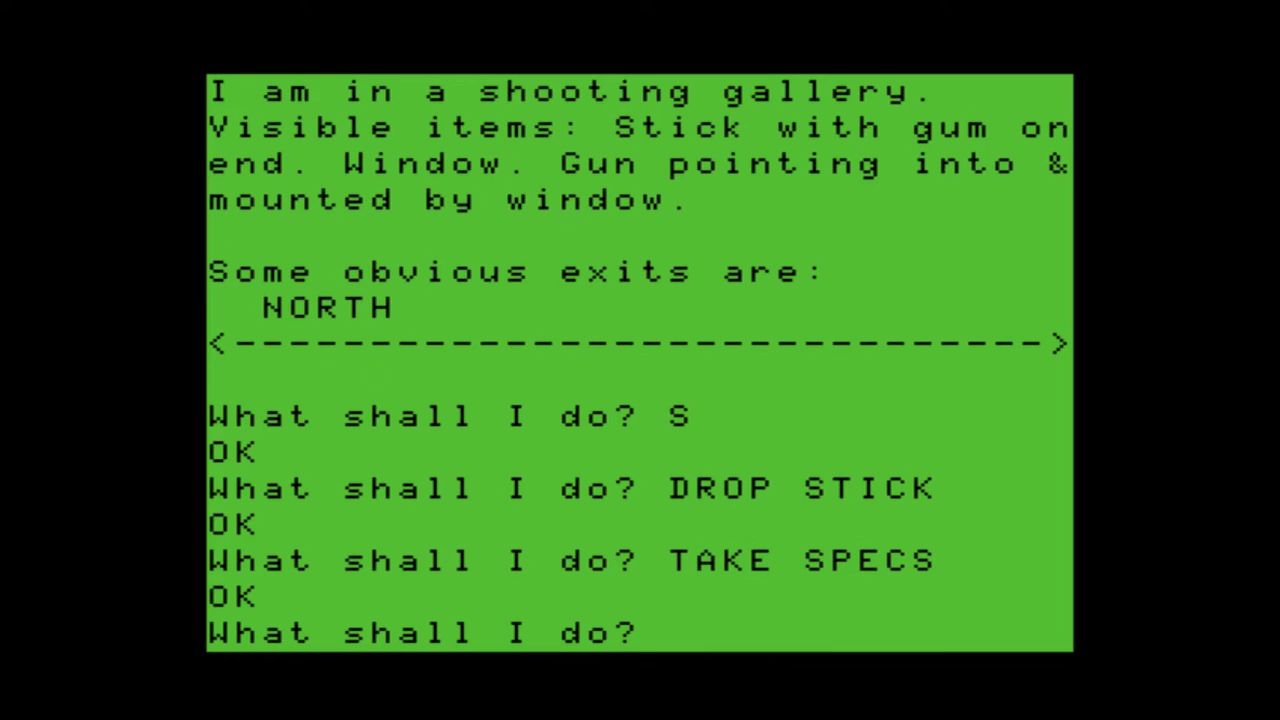 I am in a shooting gallery.
Visible items: Stick with gum on
end. Window. Gun pointing into &
mounted by window.
Some obvious exits are:
NORTH
<------------------------------>
What shall I do? S
OK
What shall I do? DROP STICK
OK
What shall I do? TAKE SPECS
OK
What shall I do?